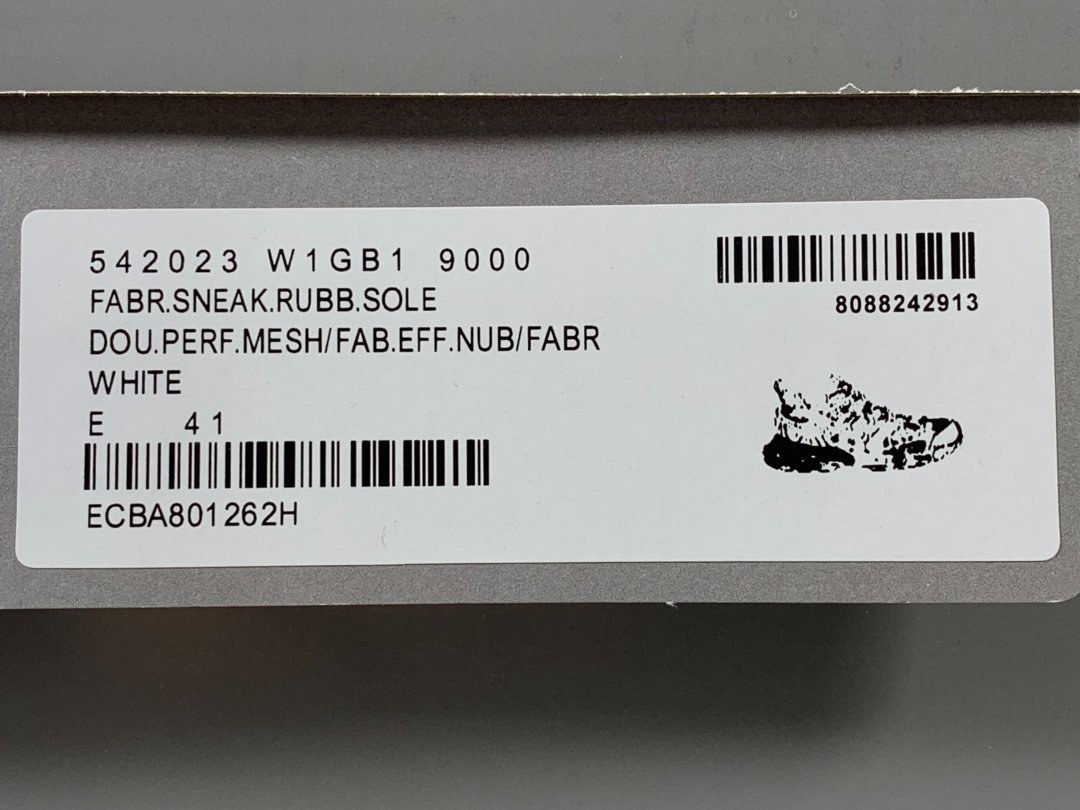 542023 W1GB1 9000
FABR.SNEAK.RUBB.SOLE
DOU.PERF.MESH/FAB.EFF.NUB/FABR
WHITE
E 41
ECBA801262H
8088242913